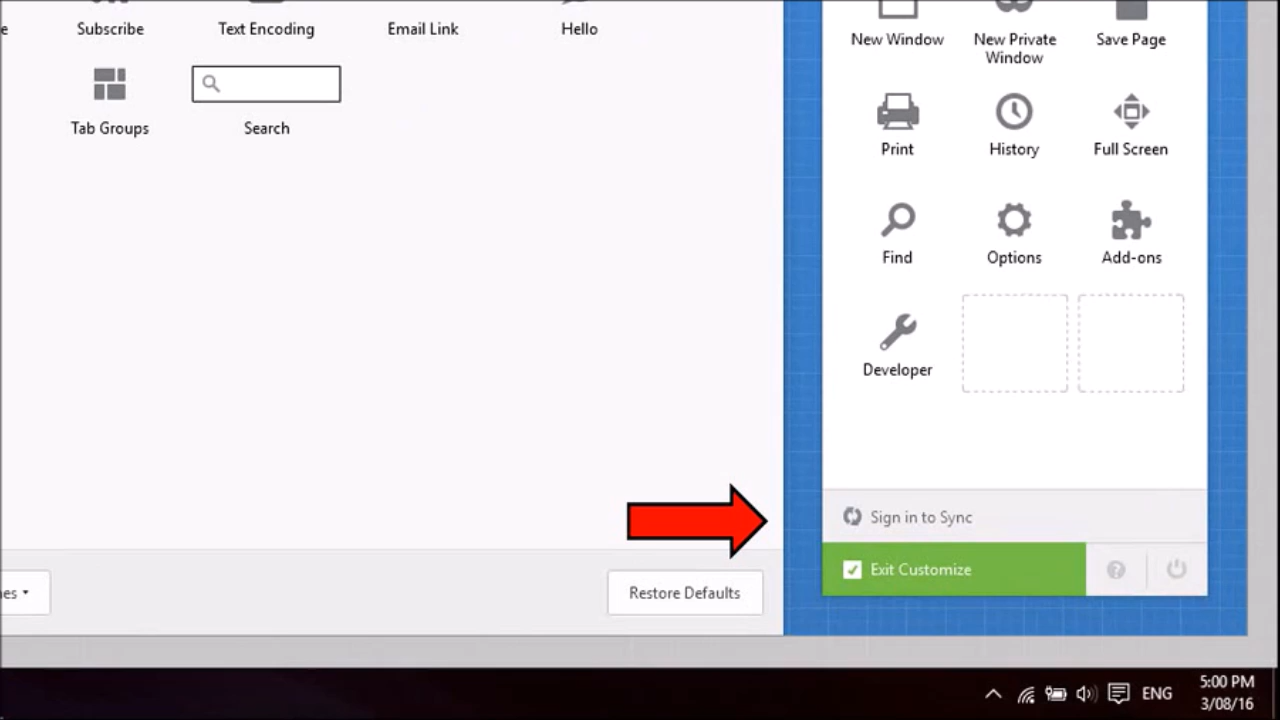 Subscribe
Text Encoding
Email Link
Hello
Tab Groups
Search
New Window
New Private
Window
Save Page
Print
History
Full Screen
Find
Options
Add-ons
Developer
Sign in to Sync
Exit Customize
Restore Defaults
ENG
5:00 PM
3/08/16